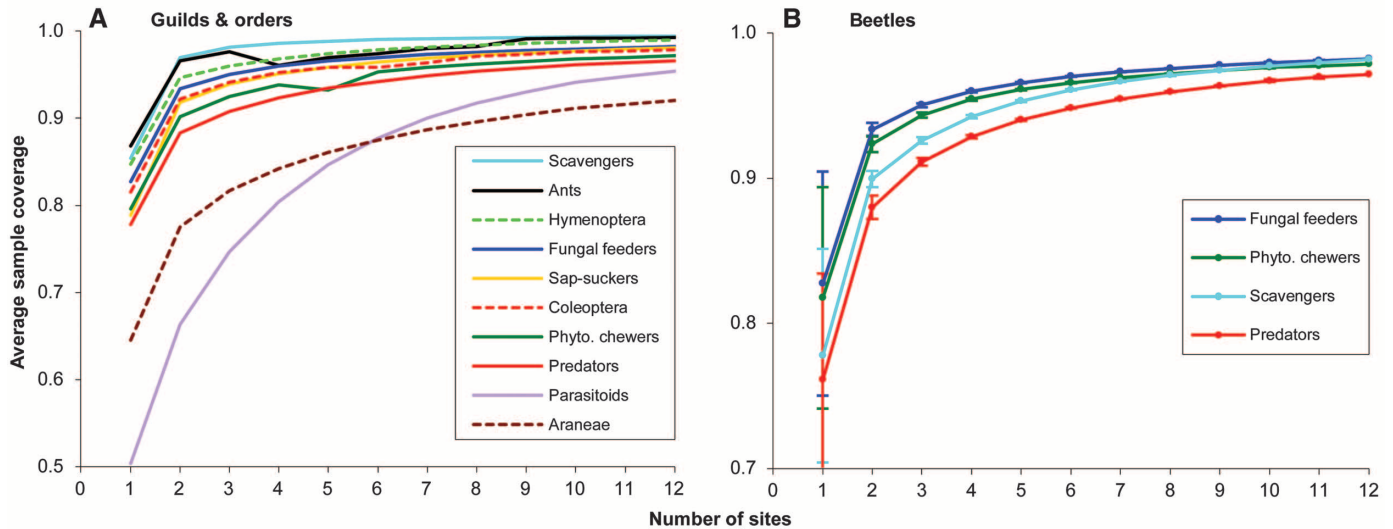 A Guilds & orders
Average sample coverage
1.0
0.9
0.8
0.7
0.6
0.5
0 1 2 3 4 5 6 7 8 9 10 11 12
Scavengers
Ants
Hymenoptera
Fungal feeders
Sap-suckers
Coleoptera
Phyto. chewers
Predators
Parasitoids
Araneae
B Beetles
1.0
0.9
0.8
0.7
0 1 2 3 4 5 6 7 8 9 10 11 12
Fungal feeders
Phyto. chewers
Scavengers
Predators
Number of sites